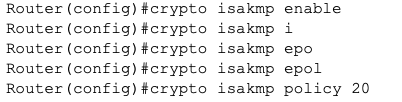 Router(config)#crypto isakmp enable
Router(config)#crypto isakmp i
Router(config)#crypto isakmp epo
Router(config)#crypto isakmp epol
Router(config)#crypto isakmp policy 20